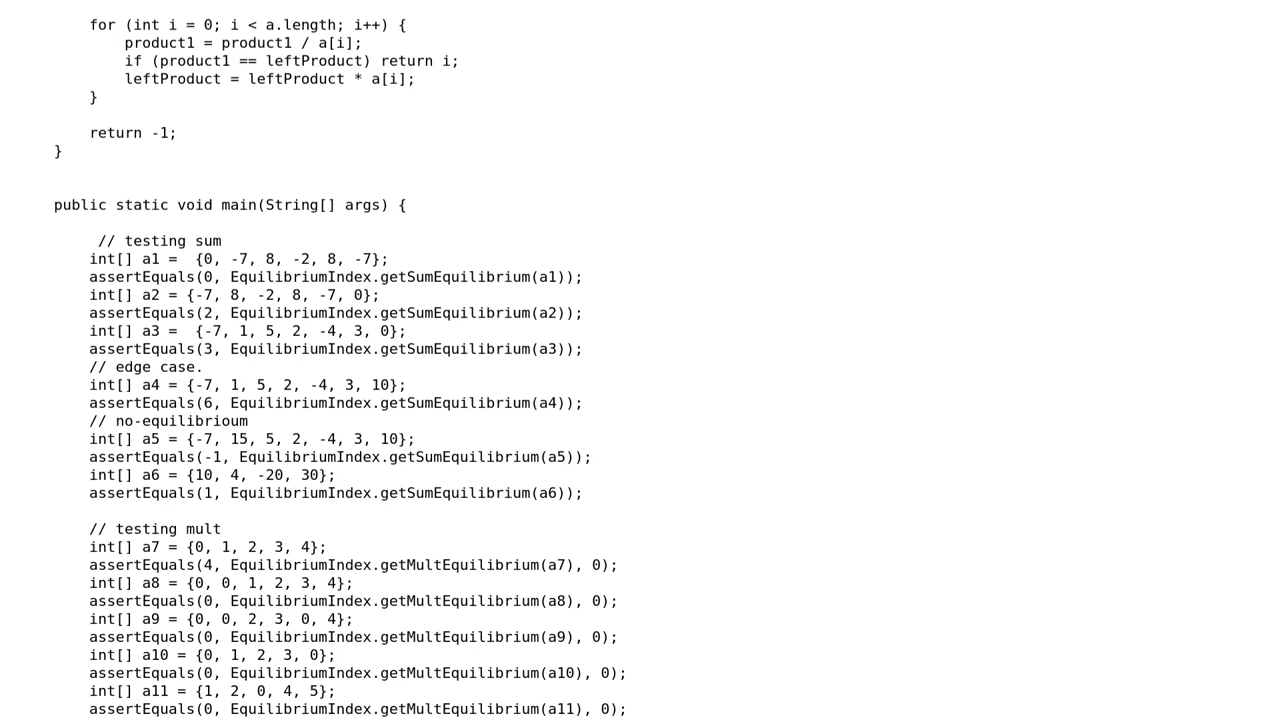 for (int i = 0; i < a.length; i++) {
product1 = product1 / a[i];
if (product1 == leftProduct) return i;
leftProduct = leftProduct * a[i];
}
return -1;
}
public static void main(String[] args) {
// testing sum
int[] a1 =  {0, -7, 8, -2, 8, -7};
assertEquals(0, EquilibriumIndex.getSumEquilibrium(a1));
int[] a2 = {-7, 8, -2, 8, -7, 0};
assertEquals(2, EquilibriumIndex.getSumEquilibrium(a2));
int[] a3 =  {-7, 1, 5, 2, -4, 3, 0};
assertEquals(3, EquilibriumIndex.getSumEquilibrium(a3));
// edge case.
int[] a4 = {-7, 1, 5, 2, -4, 3, 10};
assertEquals(6, EquilibriumIndex.getSumEquilibrium(a4));
// no-equilibrioum
int[] a5 = {-7, 15, 5, 2, -4, 3, 10};
assertEquals(-1, EquilibriumIndex.getSumEquilibrium(a5));
int[] a6 = {10, 4, -20, 30};
assertEquals(1, EquilibriumIndex.getSumEquilibrium(a6));
// testing mult
int[] a7 = {0, 1, 2, 3, 4};
assertEquals(4, EquilibriumIndex.getMultEquilibrium(a7), 0);
int[] a8 = {0, 0, 1, 2, 3, 4};
assertEquals(0, EquilibriumIndex.getMultEquilibrium(a8), 0);
int[] a9 = {0, 0, 2, 3, 0, 4};
assertEquals(0, EquilibriumIndex.getMultEquilibrium(a9), 0);
int[] a10 = {0, 1, 2, 3, 0};
assertEquals(0, EquilibriumIndex.getMultEquilibrium(a10), 0);
int[] a11 = {1, 2, 0, 4, 5};
assertEquals(0, EquilibriumIndex.getMultEquilibrium(a11), 0);